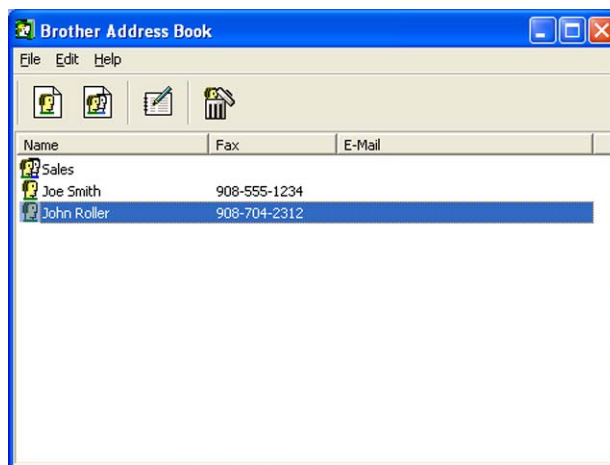 Brother Address Book
File Edit Help
Name Fax E-Mail
Sales
Joe Smith 908-555-1234
John Roller 908-704-2312